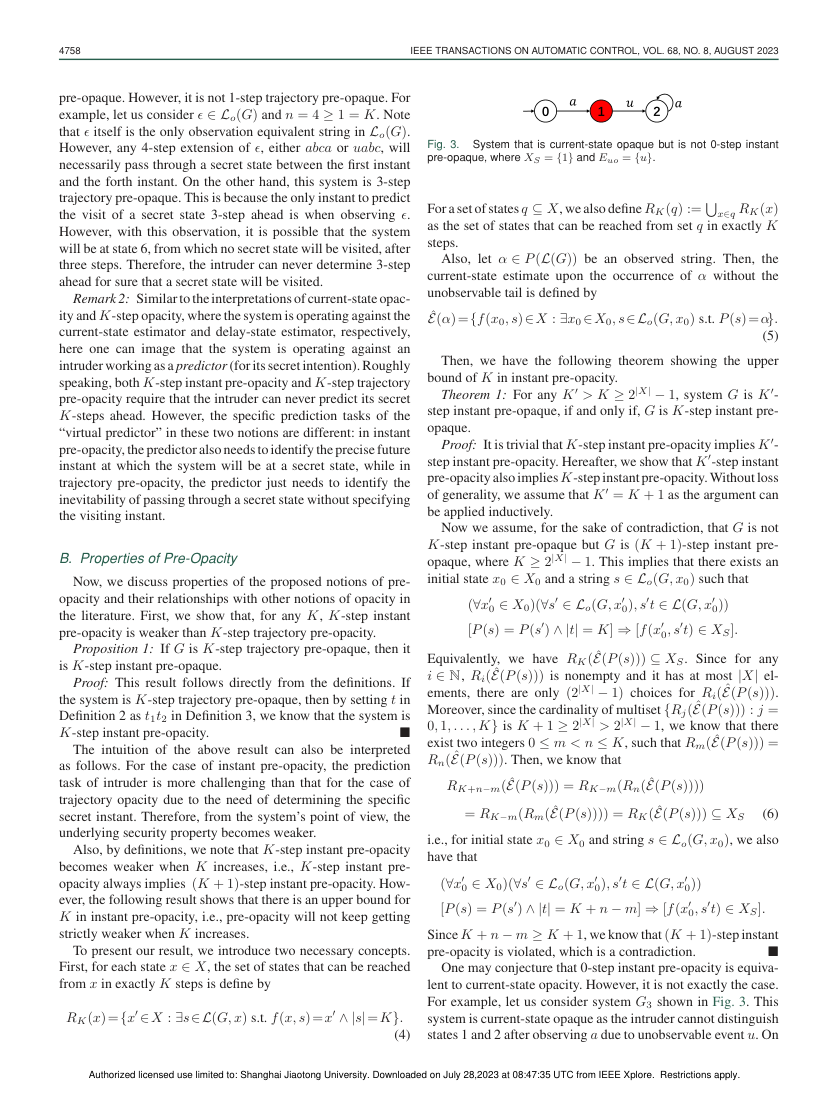 4758
IEEE TRANSACTIONS ON AUTOMATIC CONTROL, VOL. 68, NO. 8, AUGUST 2023
pre-opaque. However, it is not 1-step trajectory pre-opaque. For
example, let us consider ϵ ∈ 𝓛ₒ(G) and n = 4 ≥ 1 = K. Note
that ϵ itself is the only observation equivalent string in 𝓛ₒ(G).
However, any 4-step extension of ϵ, either abca or uabc, will
necessarily pass through a secret state between the first instant
and the forth instant. On the other hand, this system is 3-step
trajectory pre-opaque. This is because the only instant to predict
the visit of a secret state 3-step ahead is when observing ϵ.
However, with this observation, it is possible that the system
will be at state 6, from which no secret state will be visited, after
three steps. Therefore, the intruder can never determine 3-step
ahead for sure that a secret state will be visited.
Remark 2: Similar to the interpretations of current-state opac-
ity and K-step opacity, where the system is operating against the
current-state estimator and delay-state estimator, respectively,
here one can image that the system is operating against an
intruder working as a predictor (for its secret intention). Roughly
speaking, both K-step instant pre-opacity and K-step trajectory
pre-opacity require that the intruder can never predict its secret
K-steps ahead. However, the specific prediction tasks of the
“virtual predictor” in these two notions are different: in instant
pre-opacity, the predictor also needs to identify the precise future
instant at which the system will be at a secret state, while in
trajectory pre-opacity, the predictor just needs to identify the
inevitability of passing through a secret state without specifying
the visiting instant.
B. Properties of Pre-Opacity
Now, we discuss properties of the proposed notions of pre-
opacity and their relationships with other notions of opacity in
the literature. First, we show that, for any K, K-step instant
pre-opacity is weaker than K-step trajectory pre-opacity.
Proposition 1: If G is K-step trajectory pre-opaque, then it
is K-step instant pre-opaque.
Proof: This result follows directly from the definitions. If
the system is K-step trajectory pre-opaque, then by setting t in
Definition 2 as t₁t₂ in Definition 3, we know that the system is
K-step instant pre-opacity. ■
The intuition of the above result can also be interpreted
as follows. For the case of instant pre-opacity, the prediction
task of intruder is more challenging than that for the case of
trajectory opacity due to the need of determining the specific
secret instant. Therefore, from the system’s point of view, the
underlying security property becomes weaker.
Also, by definitions, we note that K-step instant pre-opacity
becomes weaker when K increases, i.e., K-step instant pre-
opacity always implies (K + 1)-step instant pre-opacity. How-
ever, the following result shows that there is an upper bound for
K in instant pre-opacity, i.e., pre-opacity will not keep getting
strictly weaker when K increases.
To present our result, we introduce two necessary concepts.
First, for each state x ∈ X, the set of states that can be reached
from x in exactly K steps is define by
R_K(x)={x′∈X : ∃s∈𝓛(G, x) s.t. f(x, s)=x′ ∧ |s|=K}.
(4)
0 a 1 u 2 a
Fig. 3. System that is current-state opaque but is not 0-step instant
pre-opaque, where X_S = {1} and E_uo = {u}.
For a set of states q ⊆ X, we also define R_K(q) := ⋃_{x∈q} R_K(x)
as the set of states that can be reached from set q in exactly K
steps.
Also, let α ∈ P(𝓛(G)) be an observed string. Then, the
current-state estimate upon the occurrence of α without the
unobservable tail is defined by
Ê(α)={f(x₀, s)∈X : ∃x₀∈X₀, s∈𝓛ₒ(G, x₀) s.t. P(s)=α}.
(5)
Then, we have the following theorem showing the upper
bound of K in instant pre-opacity.
Theorem 1: For any K′ > K ≥ 2^{|X|} − 1, system G is K′-
step instant pre-opaque, if and only if, G is K-step instant pre-
opaque.
Proof: It is trivial that K-step instant pre-opacity implies K′-
step instant pre-opacity. Hereafter, we show that K′-step instant
pre-opacity also implies K-step instant pre-opacity. Without loss
of generality, we assume that K′ = K + 1 as the argument can
be applied inductively.
Now we assume, for the sake of contradiction, that G is not
K-step instant pre-opaque but G is (K + 1)-step instant pre-
opaque, where K ≥ 2^{|X|} − 1. This implies that there exists an
initial state x₀ ∈ X₀ and a string s ∈ 𝓛ₒ(G, x₀) such that
(∀x′₀ ∈ X₀)(∀s′ ∈ 𝓛ₒ(G, x′₀), s′t ∈ 𝓛(G, x′₀))
[P(s) = P(s′) ∧ |t| = K] ⇒ [f(x′₀, s′t) ∈ X_S].
Equivalently, we have R_K(Ê(P(s))) ⊆ X_S. Since for any
i ∈ ℕ, R_i(Ê(P(s))) is nonempty and it has at most |X| el-
ements, there are only (2^{|X|} − 1) choices for R_i(Ê(P(s))).
Moreover, since the cardinality of multiset {R_j(Ê(P(s))) : j =
0, 1, . . . , K} is K + 1 ≥ 2^{|X|} > 2^{|X|} − 1, we know that there
exist two integers 0 ≤ m < n ≤ K, such that R_m(Ê(P(s))) =
R_n(Ê(P(s))). Then, we know that
R_{K+n−m}(Ê(P(s))) = R_{K−m}(R_n(Ê(P(s))))
= R_{K−m}(R_m(Ê(P(s)))) = R_K(Ê(P(s))) ⊆ X_S (6)
i.e., for initial state x₀ ∈ X₀ and string s ∈ 𝓛ₒ(G, x₀), we also
have that
(∀x′₀ ∈ X₀)(∀s′ ∈ 𝓛ₒ(G, x′₀), s′t ∈ 𝓛(G, x′₀))
[P(s) = P(s′) ∧ |t| = K + n − m] ⇒ [f(x′₀, s′t) ∈ X_S].
Since K + n − m ≥ K + 1, we know that (K + 1)-step instant
pre-opacity is violated, which is a contradiction. ■
One may conjecture that 0-step instant pre-opacity is equiva-
lent to current-state opacity. However, it is not exactly the case.
For example, let us consider system G₃ shown in Fig. 3. This
system is current-state opaque as the intruder cannot distinguish
states 1 and 2 after observing a due to unobservable event u. On
Authorized licensed use limited to: Shanghai Jiaotong University. Downloaded on July 28,2023 at 08:47:35 UTC from IEEE Xplore. Restrictions apply.